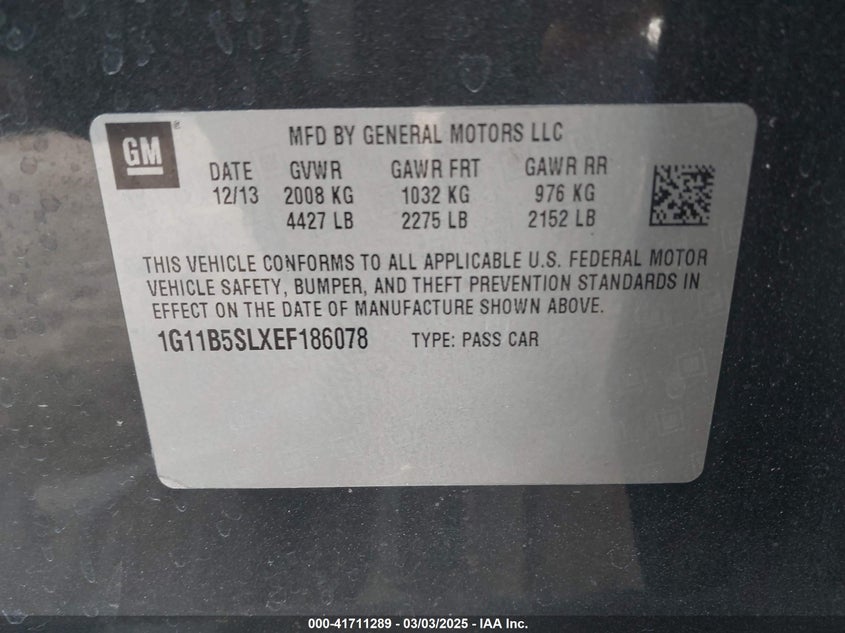 GM
MFD BY GENERAL MOTORS LLC
DATE GVWR GAWR FRT GAWR RR
12/13 2008 KG 1032 KG 976 KG
4427 LB 2275 LB 2152 LB
THIS VEHICLE CONFORMS TO ALL APPLICABLE U.S. FEDERAL MOTOR
VEHICLE SAFETY, BUMPER, AND THEFT PREVENTION STANDARDS IN
EFFECT ON THE DATE OF MANUFACTURE SHOWN ABOVE.
1G11B5SLXEF186078 TYPE: PASS CAR
000-41711289 - 03/03/2025 - IAA Inc.